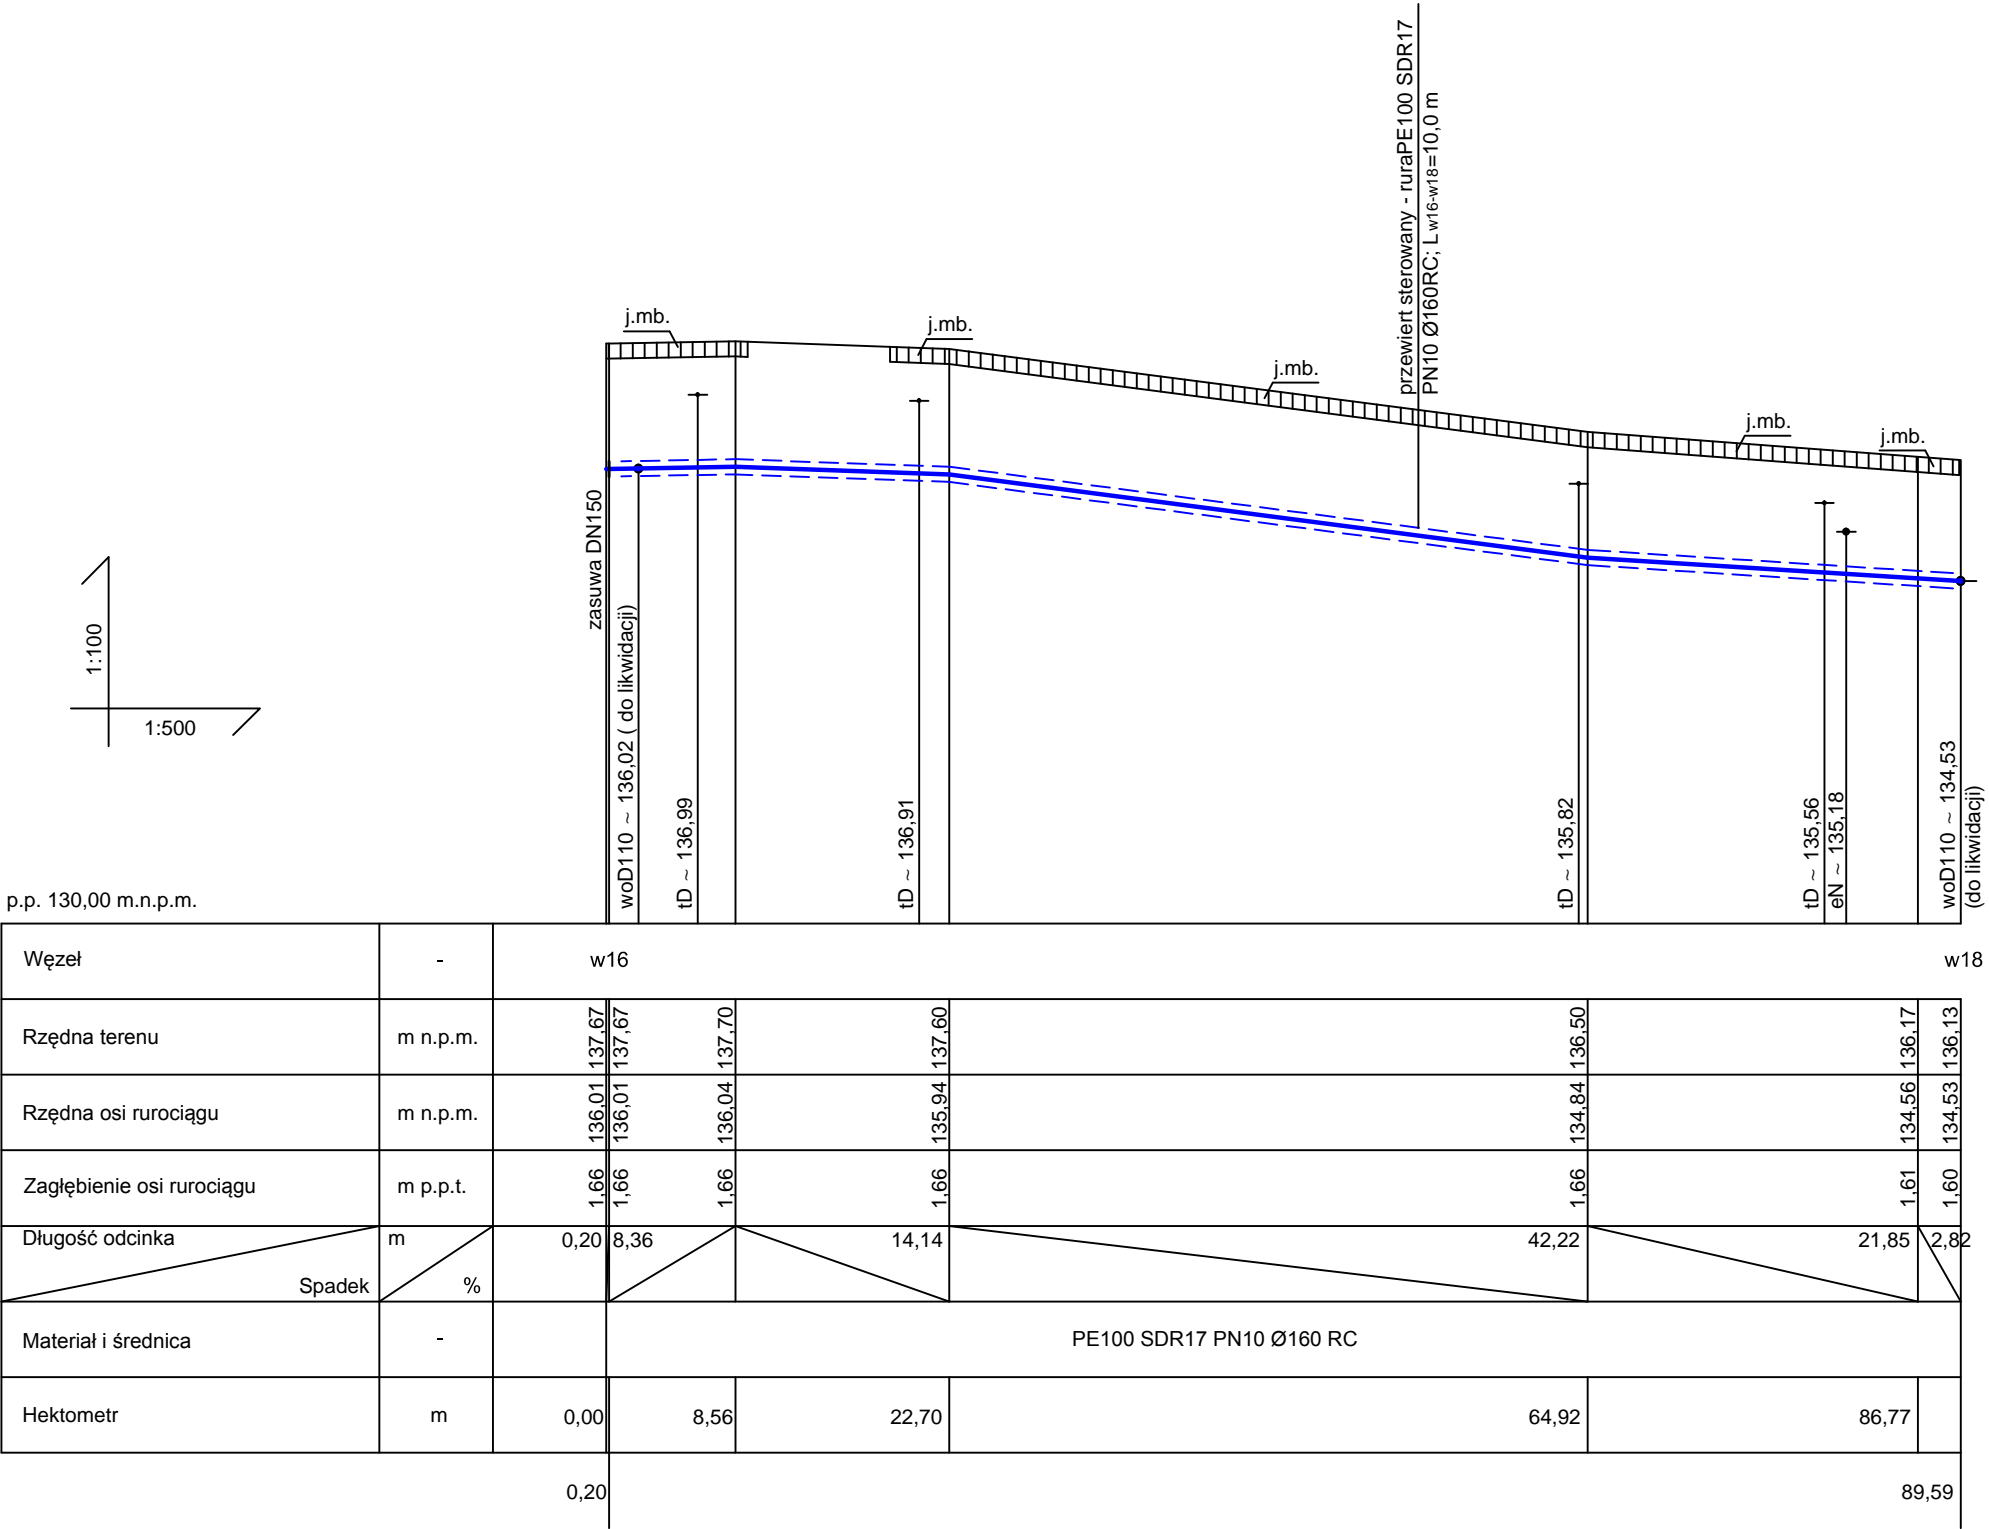 przewiert sterowany - ruraPE100 SDR17
PN10 Ø160RC; Lw16-w18=10,0 m
j.mb.
j.mb.
j.mb.
j.mb.
j.mb.
zasuwa DN150
1:100
1:500
woD110 ~ 136,02 ( do likwidacji)
tD ~ 136,99
tD ~ 136,91
tD ~ 135,82
tD ~ 135,56
eN ~ 135,18
woD110 ~ 134,53
(do likwidacji)
p.p. 130,00 m.n.p.m.
Węzeł - w16 w18
Rzędna terenu m n.p.m. 137,67 137,67 137,70 137,60 136,50 136,17 136,13
Rzędna osi rurociągu m n.p.m. 136,01 136,01 136,04 135,94 134,84 134,56 134,53
Zagłębienie osi rurociągu m p.p.t. 1,66 1,66 1,66 1,66 1,66 1,61 1,60
Długość odcinka m 0,20 8,36 14,14 42,22 21,85 2,82
Spadek %
Materiał i średnica - PE100 SDR17 PN10 Ø160 RC
Hektometr m 0,00 8,56 22,70 64,92 86,77
0,20 89,59